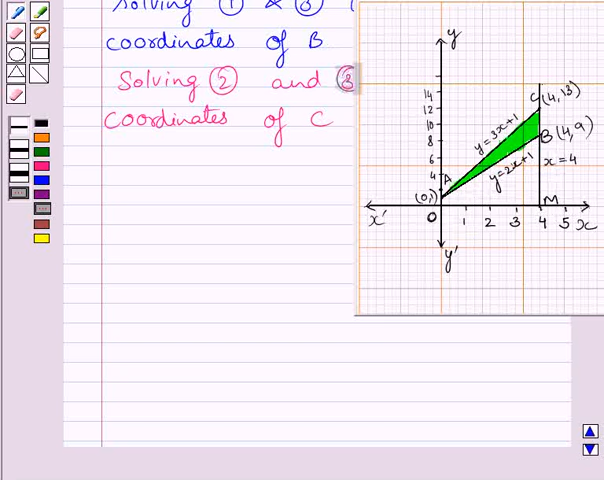 Solving ① & ③ (
coordinates of B
Solving ② and ③
Coordinates of C
y
14
12
10
8
6
4
C (4,13)
B (4,9)
y=3x+1
y=2x+1
x=4
A
(0,1)
x'
O
1 2 3 4 5 x
M
y'